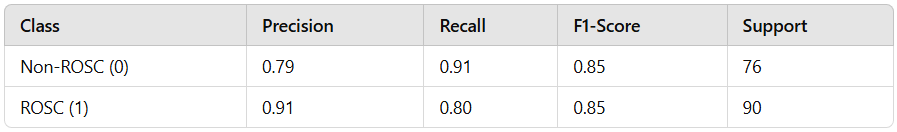 Class Precision Recall F1-Score Support
Non-ROSC (0) 0.79 0.91 0.85 76
ROSC (1) 0.91 0.80 0.85 90